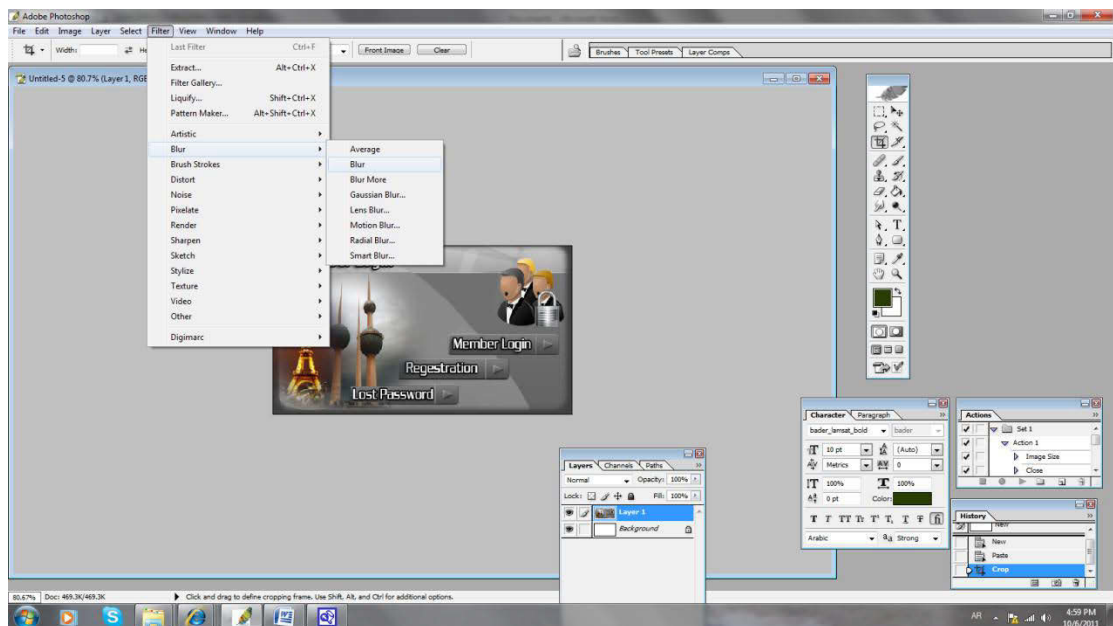 Adobe Photoshop
File Edit Image Layer Select Filter View Window Help
Width:
Front Image Clear
Brushes Tool Presets Layer Comps
Untitled-5 @ 80.7% (Layer 1, RGB
Last Filter Ctrl+F
Extract... Alt+Ctrl+X
Filter Gallery...
Liquify... Shift+Ctrl+X
Pattern Maker... Alt+Shift+Ctrl+X
Artistic
Blur
Brush Strokes
Distort
Noise
Pixelate
Render
Sharpen
Sketch
Stylize
Texture
Video
Other
Digimarc
Average
Blur
Blur More
Gaussian Blur...
Lens Blur...
Motion Blur...
Radial Blur...
Smart Blur...
Member Login
Regestration
Lost Password
Character Paragraph
bader_lamsat_bold bader
10 pt (Auto)
Metrics 0
100% 100%
0 pt Color:
Arabic Strong
Actions
Set 1
Action 1
Image Size
Close
Layers Channels Paths
Normal Opacity: 100%
Lock: Fill: 100%
Layer 1
Background
History
New
New
Paste
Crop
80.67% Doc: 469.3K/469.3K Click and drag to define cropping frame. Use Shift, Alt, and Ctrl for additional options.
AR 4:59 PM
10/6/2011